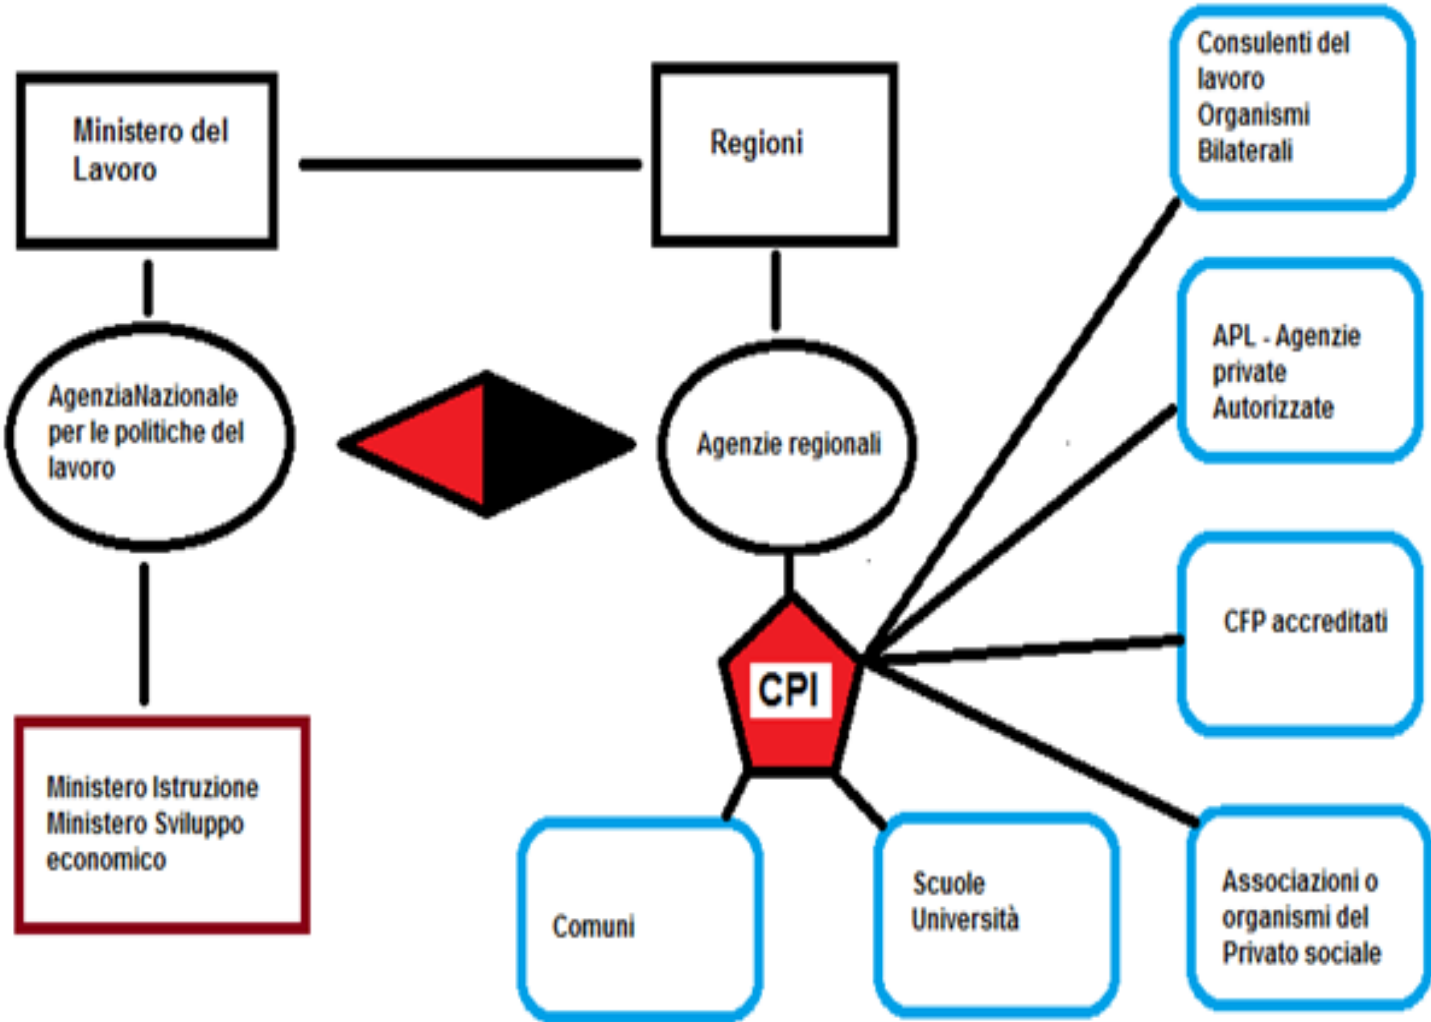 Ministero del
Lavoro
Regioni
Consulenti del
lavoro
Organismi
Bilaterali
AgenziaNazionale
per le politiche del
lavoro
Agenzie regionali
APL - Agenzie
private
Autorizzate
CFP accreditati
CPI
Ministero Istruzione
Ministero Sviluppo
economico
Comuni
Scuole
Università
Associazioni o
organismi del
Privato sociale